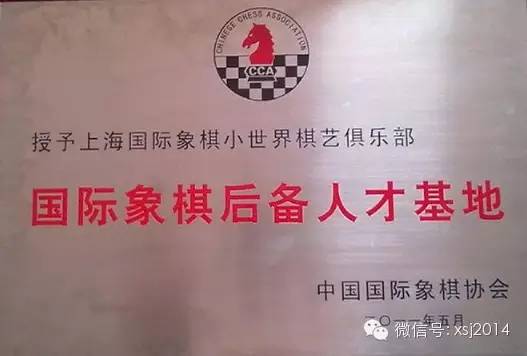 CHINESE CHESS ASSOCIATION
CCA
授予上海国际象棋小世界棋艺俱乐部
国际象棋后备人才基地
中国国际象棋协会
二〇一一年五月
微信号: xsj2014